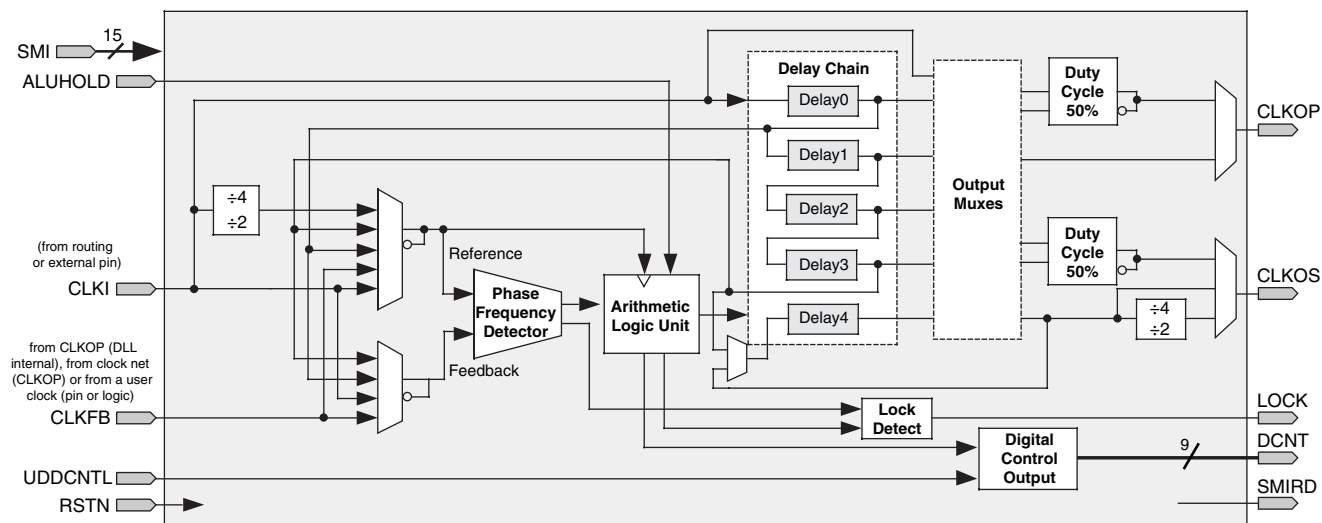 SMI
15
ALUHOLD
÷4
÷2
(from routing
or external pin)
CLKI
from CLKOP (DLL
internal), from clock net
(CLKOP) or from a user
clock (pin or logic)
CLKFB
UDDCNTL
RSTN
Reference
Phase
Frequency
Detector
Feedback
Arithmetic
Logic Unit
Delay Chain
Delay0
Delay1
Delay2
Delay3
Delay4
Output
Muxes
Duty
Cycle
50%
Duty
Cycle
50%
÷4
÷2
Lock
Detect
Digital
Control
Output
9
CLKOP
CLKOS
LOCK
DCNT
SMIRD